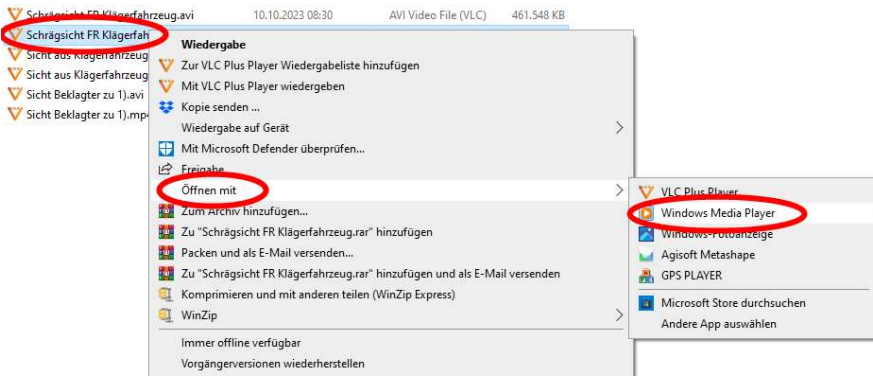 Schrägsicht FR Klägerfahrzeug.avi 10.10.2023 08:30 AVI Video File (VLC) 461.548 KB
Schrägsicht FR Klägerfah
Sicht aus Klägerfahrzeug
Sicht aus Klägerfahrzeug
Sicht Beklagter zu 1).avi
Sicht Beklagter zu 1).mp4
Wiedergabe
Zur VLC Plus Player Wiedergabeliste hinzufügen
Mit VLC Plus Player wiedergeben
Kopie senden ...
Wiedergabe auf Gerät
Mit Microsoft Defender überprüfen...
Freigabe
Öffnen mit
Zum Archiv hinzufügen...
Zu "Schrägsicht FR Klägerfahrzeug.rar" hinzufügen
Packen und als E-Mail versenden...
Zu "Schrägsicht FR Klägerfahrzeug.rar" hinzufügen und als E-Mail versenden
Komprimieren und mit anderen teilen (WinZip Express)
WinZip
Immer offline verfügbar
Vorgängerversionen wiederherstellen
VLC Plus Player
Windows Media Player
Windows-Fotoanzeige
Agisoft Metashape
GPS PLAYER
Microsoft Store durchsuchen
Andere App auswählen